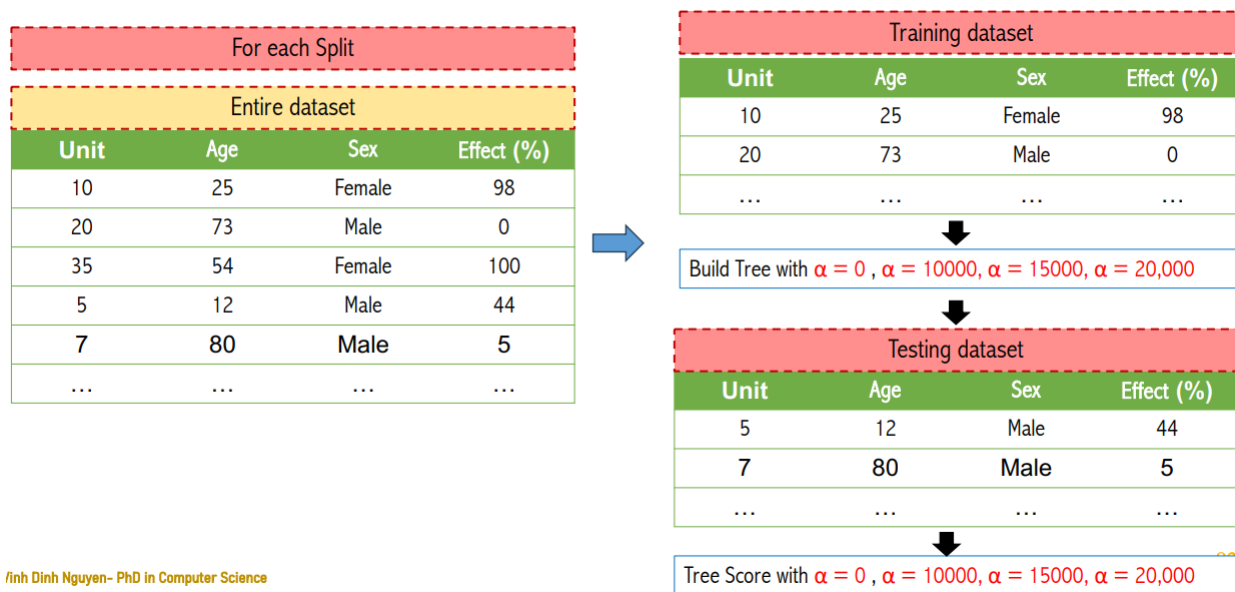 For each Split
Entire dataset
Unit Age Sex Effect (%)
10 25 Female 98
20 73 Male 0
35 54 Female 100
5 12 Male 44
7 80 Male 5
... ... ... ...
Training dataset
Unit Age Sex Effect (%)
10 25 Female 98
20 73 Male 0
... ... ... ...
Build Tree with α = 0 , α = 10000, α = 15000, α = 20,000
Testing dataset
Unit Age Sex Effect (%)
5 12 Male 44
7 80 Male 5
... ... ... ...
Tree Score with α = 0 , α = 10000, α = 15000, α = 20,000
Vinh Dinh Nguyen- PhD in Computer Science